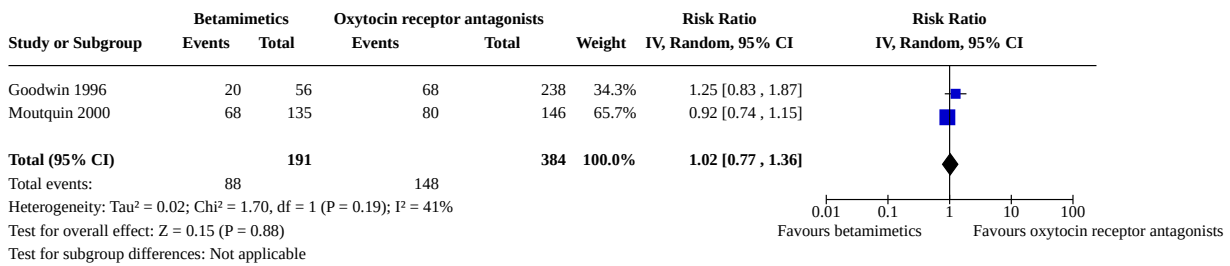 Betamimetics Oxytocin receptor antagonists Risk Ratio Risk Ratio
Study or Subgroup Events Total Events Total Weight IV, Random, 95% CI IV, Random, 95% CI
Goodwin 1996 20 56 68 238 34.3% 1.25 [0.83 , 1.87]
Moutquin 2000 68 135 80 146 65.7% 0.92 [0.74 , 1.15]
Total (95% CI) 191 384 100.0% 1.02 [0.77 , 1.36]
Total events: 88 148
Heterogeneity: Tau² = 0.02; Chi² = 1.70, df = 1 (P = 0.19); I² = 41%
0.01 0.1 1 10 100
Test for overall effect: Z = 0.15 (P = 0.88)
Favours betamimetics Favours oxytocin receptor antagonists
Test for subgroup differences: Not applicable